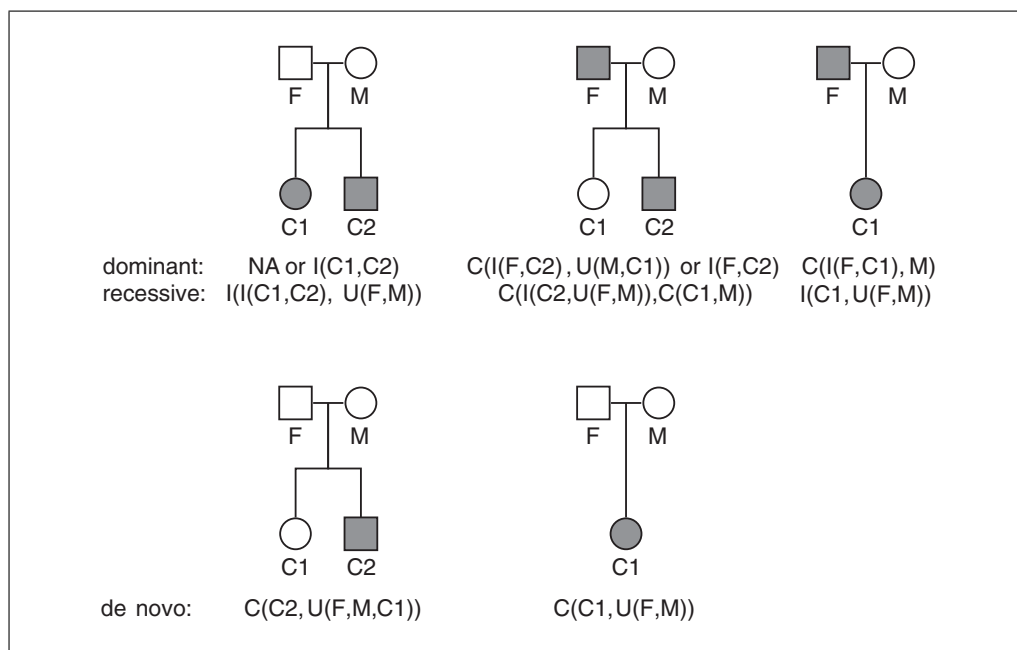 F M F M F M
C1 C2 C1 C2 C1
dominant: NA or I(C1,C2) C(I(F,C2), U(M,C1)) or I(F,C2) C(I(F,C1), M)
recessive: I(I(C1,C2), U(F,M)) C(I(C2,U(F,M)),C(C1,M)) I(C1,U(F,M))
F M F M
C1 C2 C1
de novo: C(C2,U(F,M,C1)) C(C1,U(F,M))